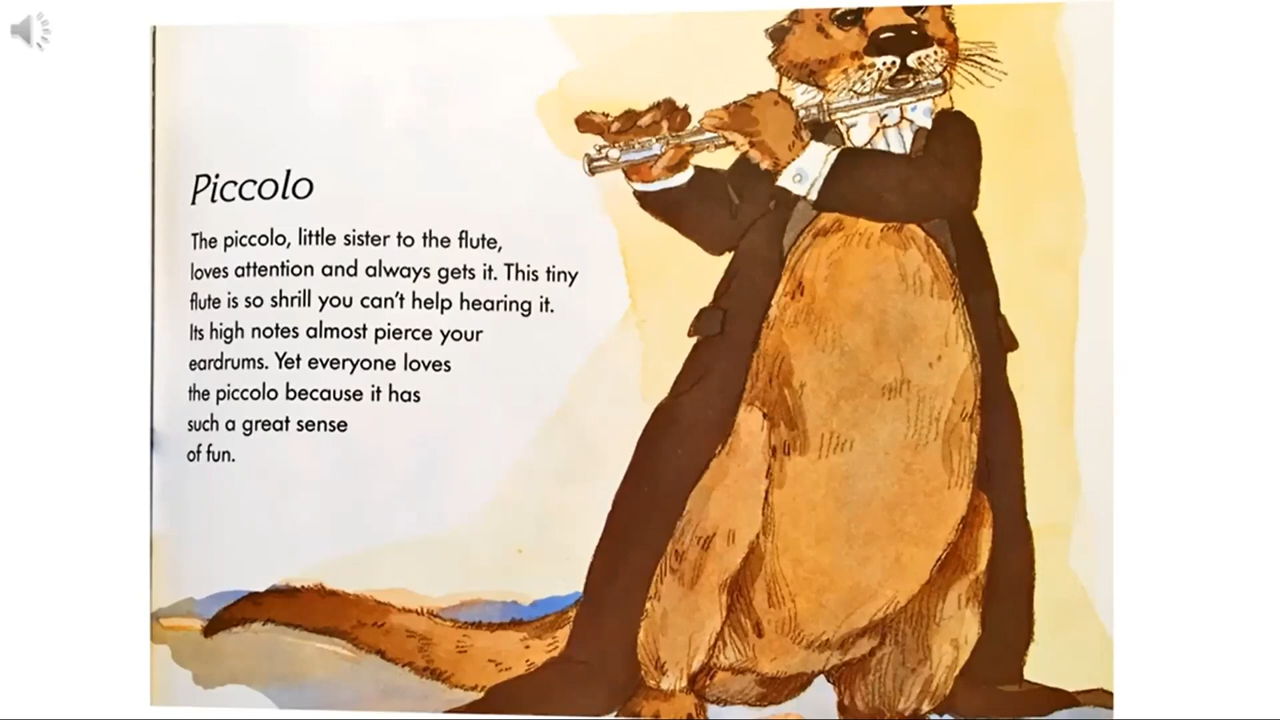 Piccolo
The piccolo, little sister to the flute,
loves attention and always gets it. This tiny
flute is so shrill you can't help hearing it.
Its high notes almost pierce your
eardrums. Yet everyone loves
the piccolo because it has
such a great sense
of fun.